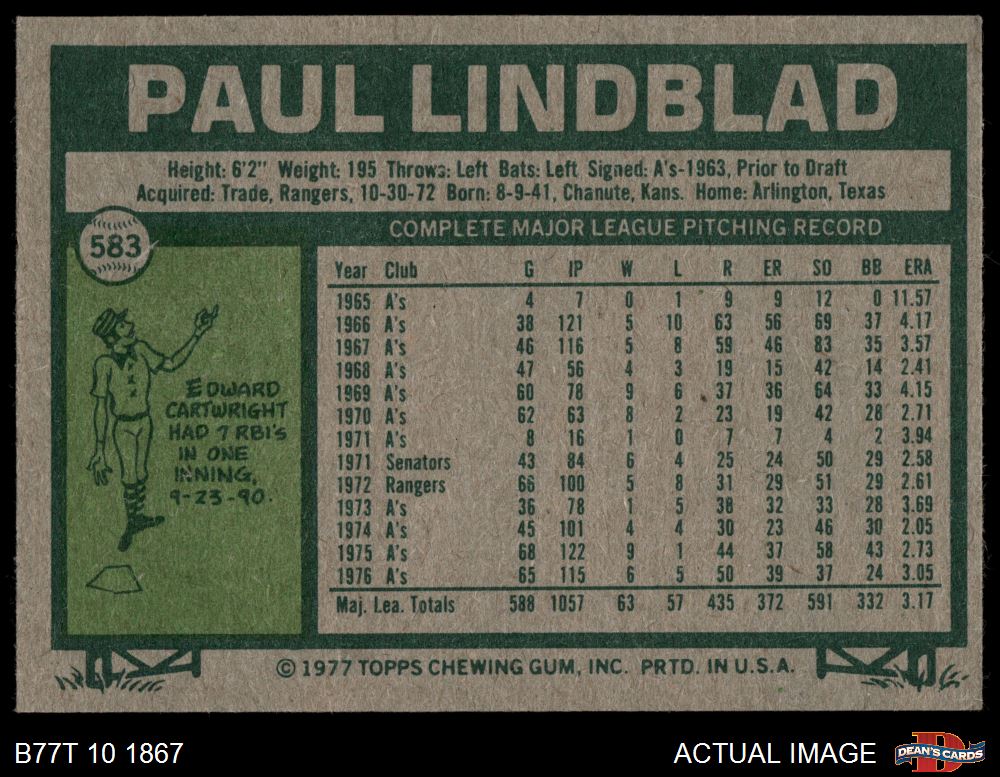 PAUL LINDBLAD
Height: 6'2" Weight: 195 Throws: Left Bats: Left Signed: A's-1963, Prior to Draft
Acquired: Trade, Rangers, 10-30-72 Born: 8-9-41, Chanute, Kans. Home: Arlington, Texas
583
COMPLETE MAJOR LEAGUE PITCHING RECORD
Year Club G IP W L R ER SO BB ERA
1965 A's 4 7 0 1 9 9 12 0 11.57
1966 A's 38 121 5 10 63 56 69 37 4.17
1967 A's 46 116 5 8 59 46 83 35 3.57
1968 A's 47 56 4 3 19 15 42 14 2.41
1969 A's 60 78 9 6 37 36 64 33 4.15
1970 A's 62 63 8 2 23 19 42 28 2.71
1971 A's 8 16 1 0 7 7 4 2 3.94
1971 Senators 43 84 6 4 25 24 50 29 2.58
1972 Rangers 66 100 5 8 31 29 51 29 2.61
1973 A's 36 78 1 5 38 32 33 28 3.69
1974 A's 45 101 4 4 30 23 46 30 2.05
1975 A's 68 122 9 1 44 37 58 43 2.73
1976 A's 65 115 6 5 50 39 37 24 3.05
Maj. Lea. Totals 588 1057 63 57 435 372 591 332 3.17
EDWARD
CARTWRIGHT
HAD 7 RBI'S
IN ONE
INNING,
9-23-90.
© 1977 TOPPS CHEWING GUM, INC. PRTD. IN U.S.A.
B77T 10 1867
ACTUAL IMAGE
D
DEAN'S CARDS